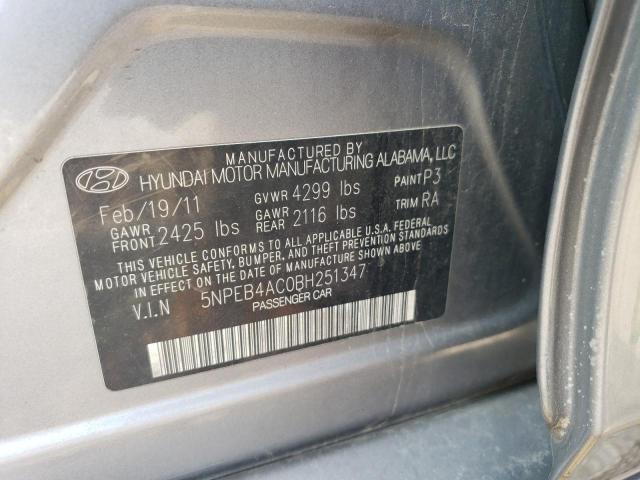 MANUFACTURED BY
HYUNDAI MOTOR MANUFACTURING ALABAMA, LLC
Feb/19/11 GVWR 4299 lbs PAINT P3
GAWR FRONT 2425 lbs GAWR REAR 2116 lbs TRIM RA
THIS VEHICLE CONFORMS TO ALL APPLICABLE U.S.A. FEDERAL
MOTOR VEHICLE SAFETY, BUMPER, AND THEFT PREVENTION STANDARDS
IN EFFECT ON THE DATE OF MANUFACTURE SHOWN ABOVE.
V.I.N 5NPEB4AC0BH251347
PASSENGER CAR